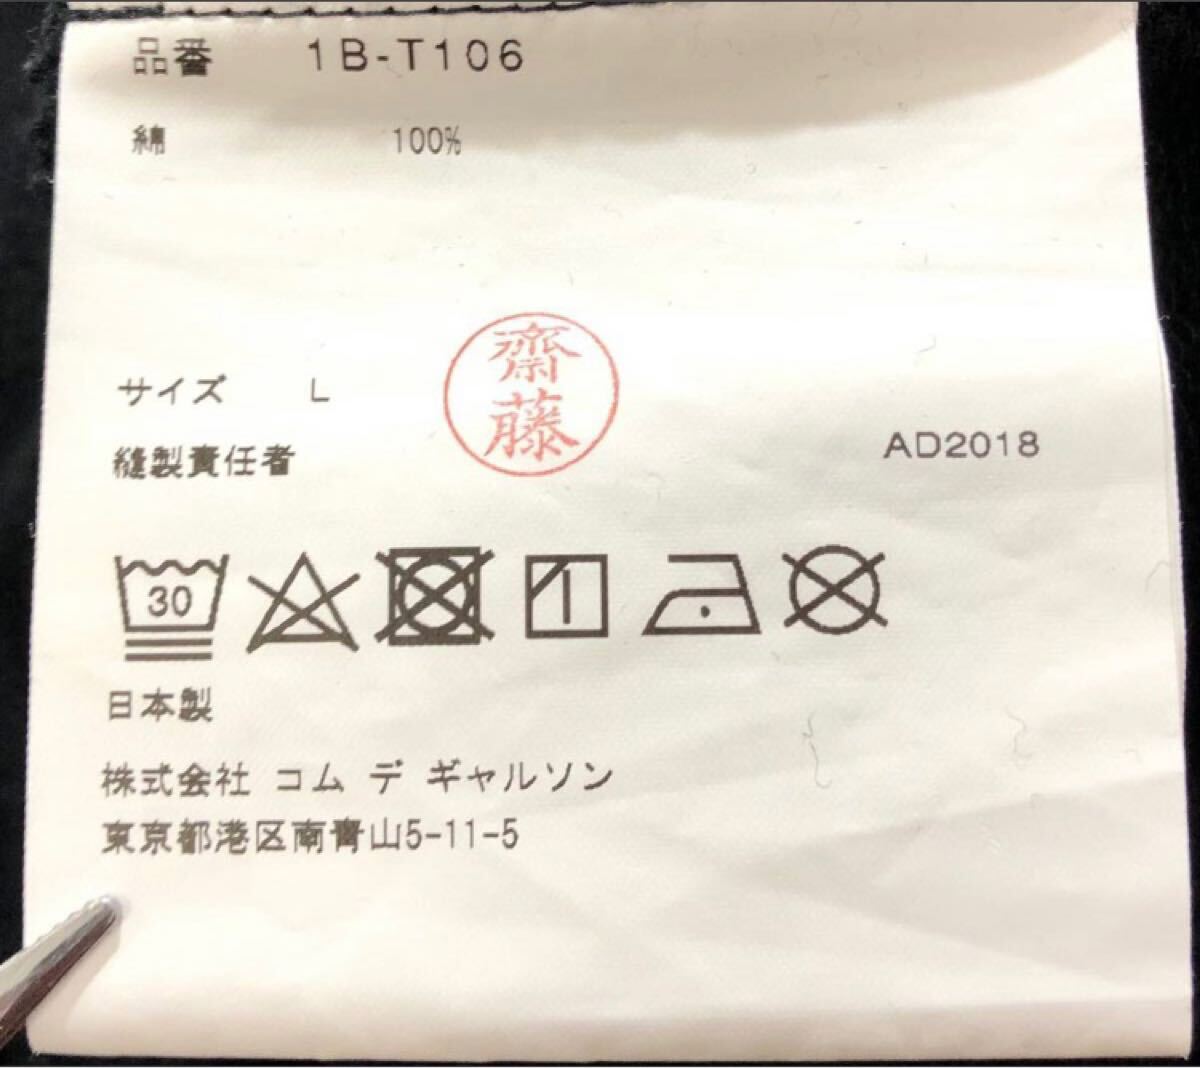 品番 1B-T106
綿 100%
サイズ L
齋藤
縫製責任者
AD2018
30
日本製
株式会社 コム デ ギャルソン
東京都港区南青山5-11-5